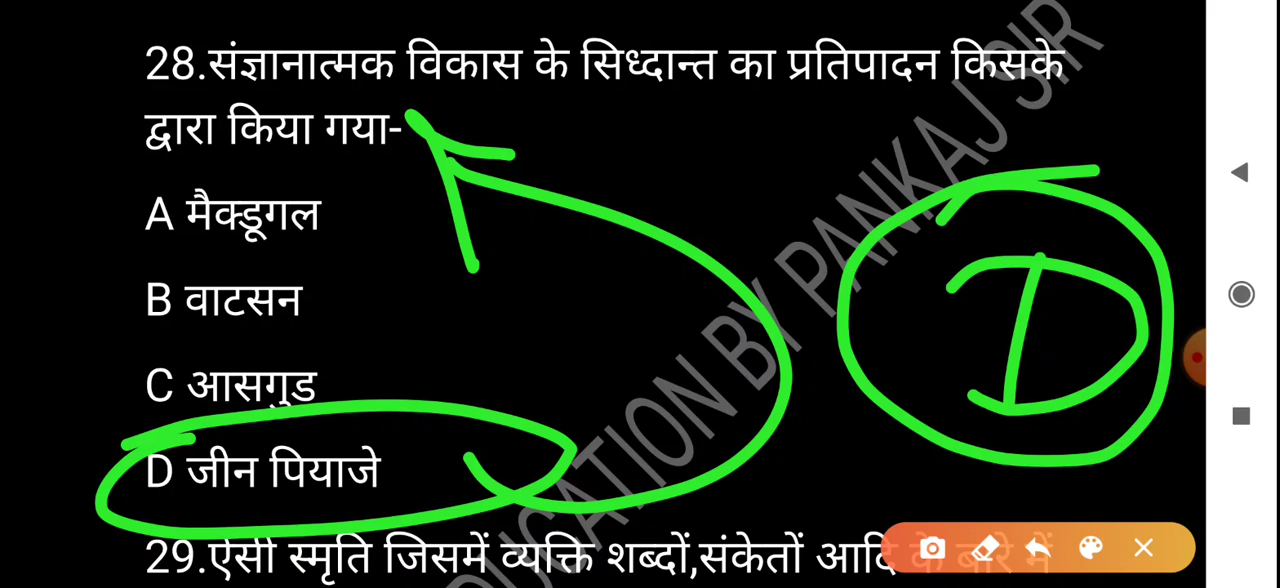 28.संज्ञानात्मक विकास के सिध्दान्त का प्रतिपादन किसके
द्वारा किया गया-
A मैक्डूगल
B वाटसन
C आसगुड
D जीन पियाजे
D
29.ऐसी स्मृति जिसमें व्यक्ति शब्दों,संकेतों आदि के बारे में
EDUCATION BY PANKAJ SIR